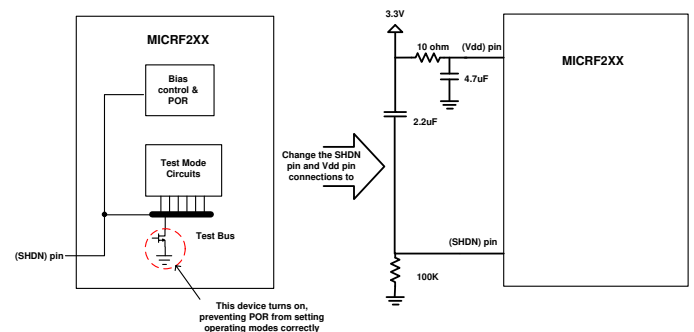 MICRF2XX
Bias
control &
POR
Test Mode
Circuits
Test Bus
(SHDN) pin
This device turns on,
preventing POR from setting
operating modes correctly
Change the SHDN
pin and Vdd pin
connections to
3.3V
10 ohm
(Vdd) pin
4.7uF
2.2uF
(SHDN) pin
100K
MICRF2XX